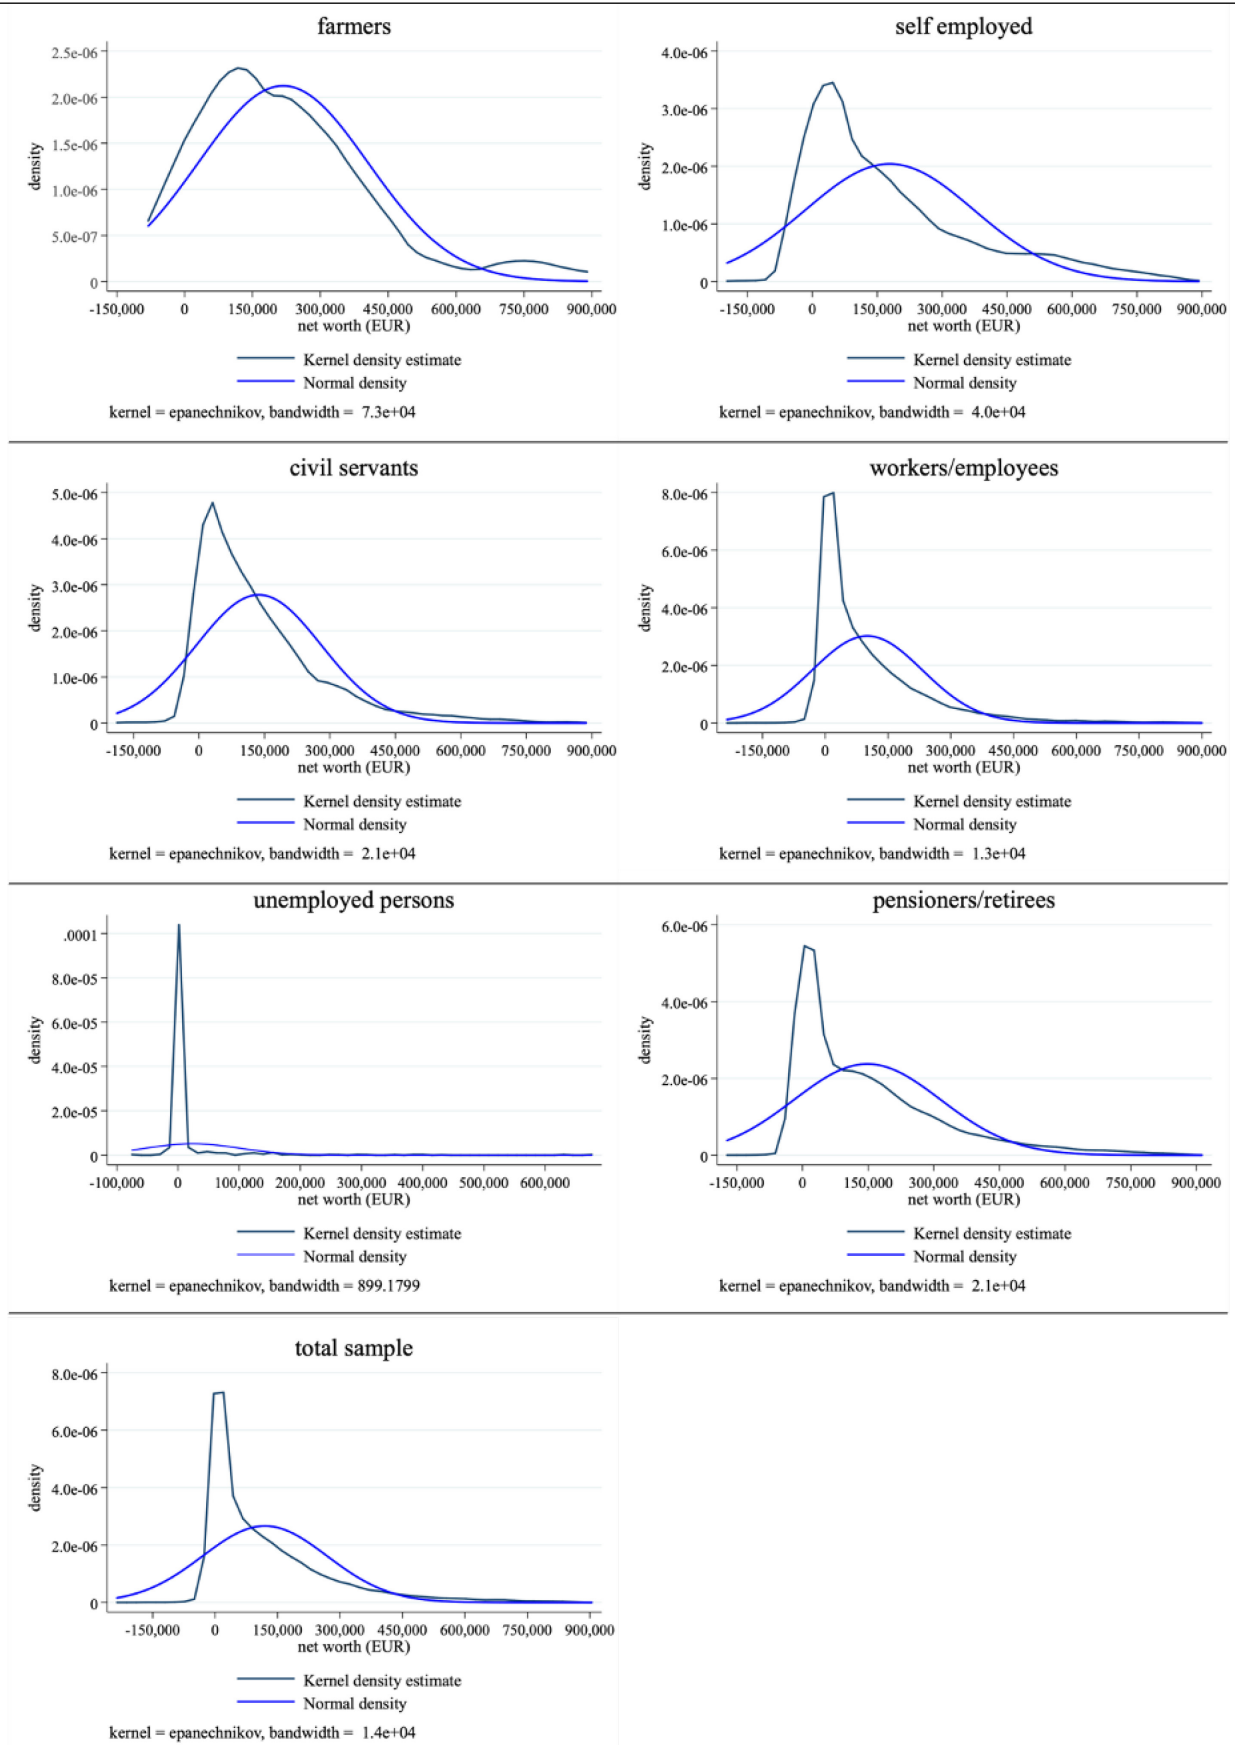 farmers
2.5e-06
2.0e-06
1.5e-06
1.0e-06
5.0e-07
0
density
-150,000 0 150,000 300,000 450,000 600,000 750,000 900,000
net worth (EUR)
Kernel density estimate
Normal density
kernel = epanechnikov, bandwidth = 7.3e+04
self employed
4.0e-06
3.0e-06
2.0e-06
1.0e-06
0
density
-150,000 0 150,000 300,000 450,000 600,000 750,000 900,000
net worth (EUR)
Kernel density estimate
Normal density
kernel = epanechnikov, bandwidth = 4.0e+04
civil servants
5.0e-06
4.0e-06
3.0e-06
2.0e-06
1.0e-06
0
density
-150,000 0 150,000 300,000 450,000 600,000 750,000 900,000
net worth (EUR)
Kernel density estimate
Normal density
kernel = epanechnikov, bandwidth = 2.1e+04
workers/employees
8.0e-06
6.0e-06
4.0e-06
2.0e-06
0
density
-150,000 0 150,000 300,000 450,000 600,000 750,000 900,000
net worth (EUR)
Kernel density estimate
Normal density
kernel = epanechnikov, bandwidth = 1.3e+04
unemployed persons
.0001
8.0e-05
6.0e-05
4.0e-05
2.0e-05
0
density
-100,000 0 100,000 200,000 300,000 400,000 500,000 600,000
net worth (EUR)
Kernel density estimate
Normal density
kernel = epanechnikov, bandwidth = 899.1799
pensioners/retirees
6.0e-06
4.0e-06
2.0e-06
0
density
-150,000 0 150,000 300,000 450,000 600,000 750,000 900,000
net worth (EUR)
Kernel density estimate
Normal density
kernel = epanechnikov, bandwidth = 2.1e+04
total sample
8.0e-06
6.0e-06
4.0e-06
2.0e-06
0
density
-150,000 0 150,000 300,000 450,000 600,000 750,000 900,000
net worth (EUR)
Kernel density estimate
Normal density
kernel = epanechnikov, bandwidth = 1.4e+04